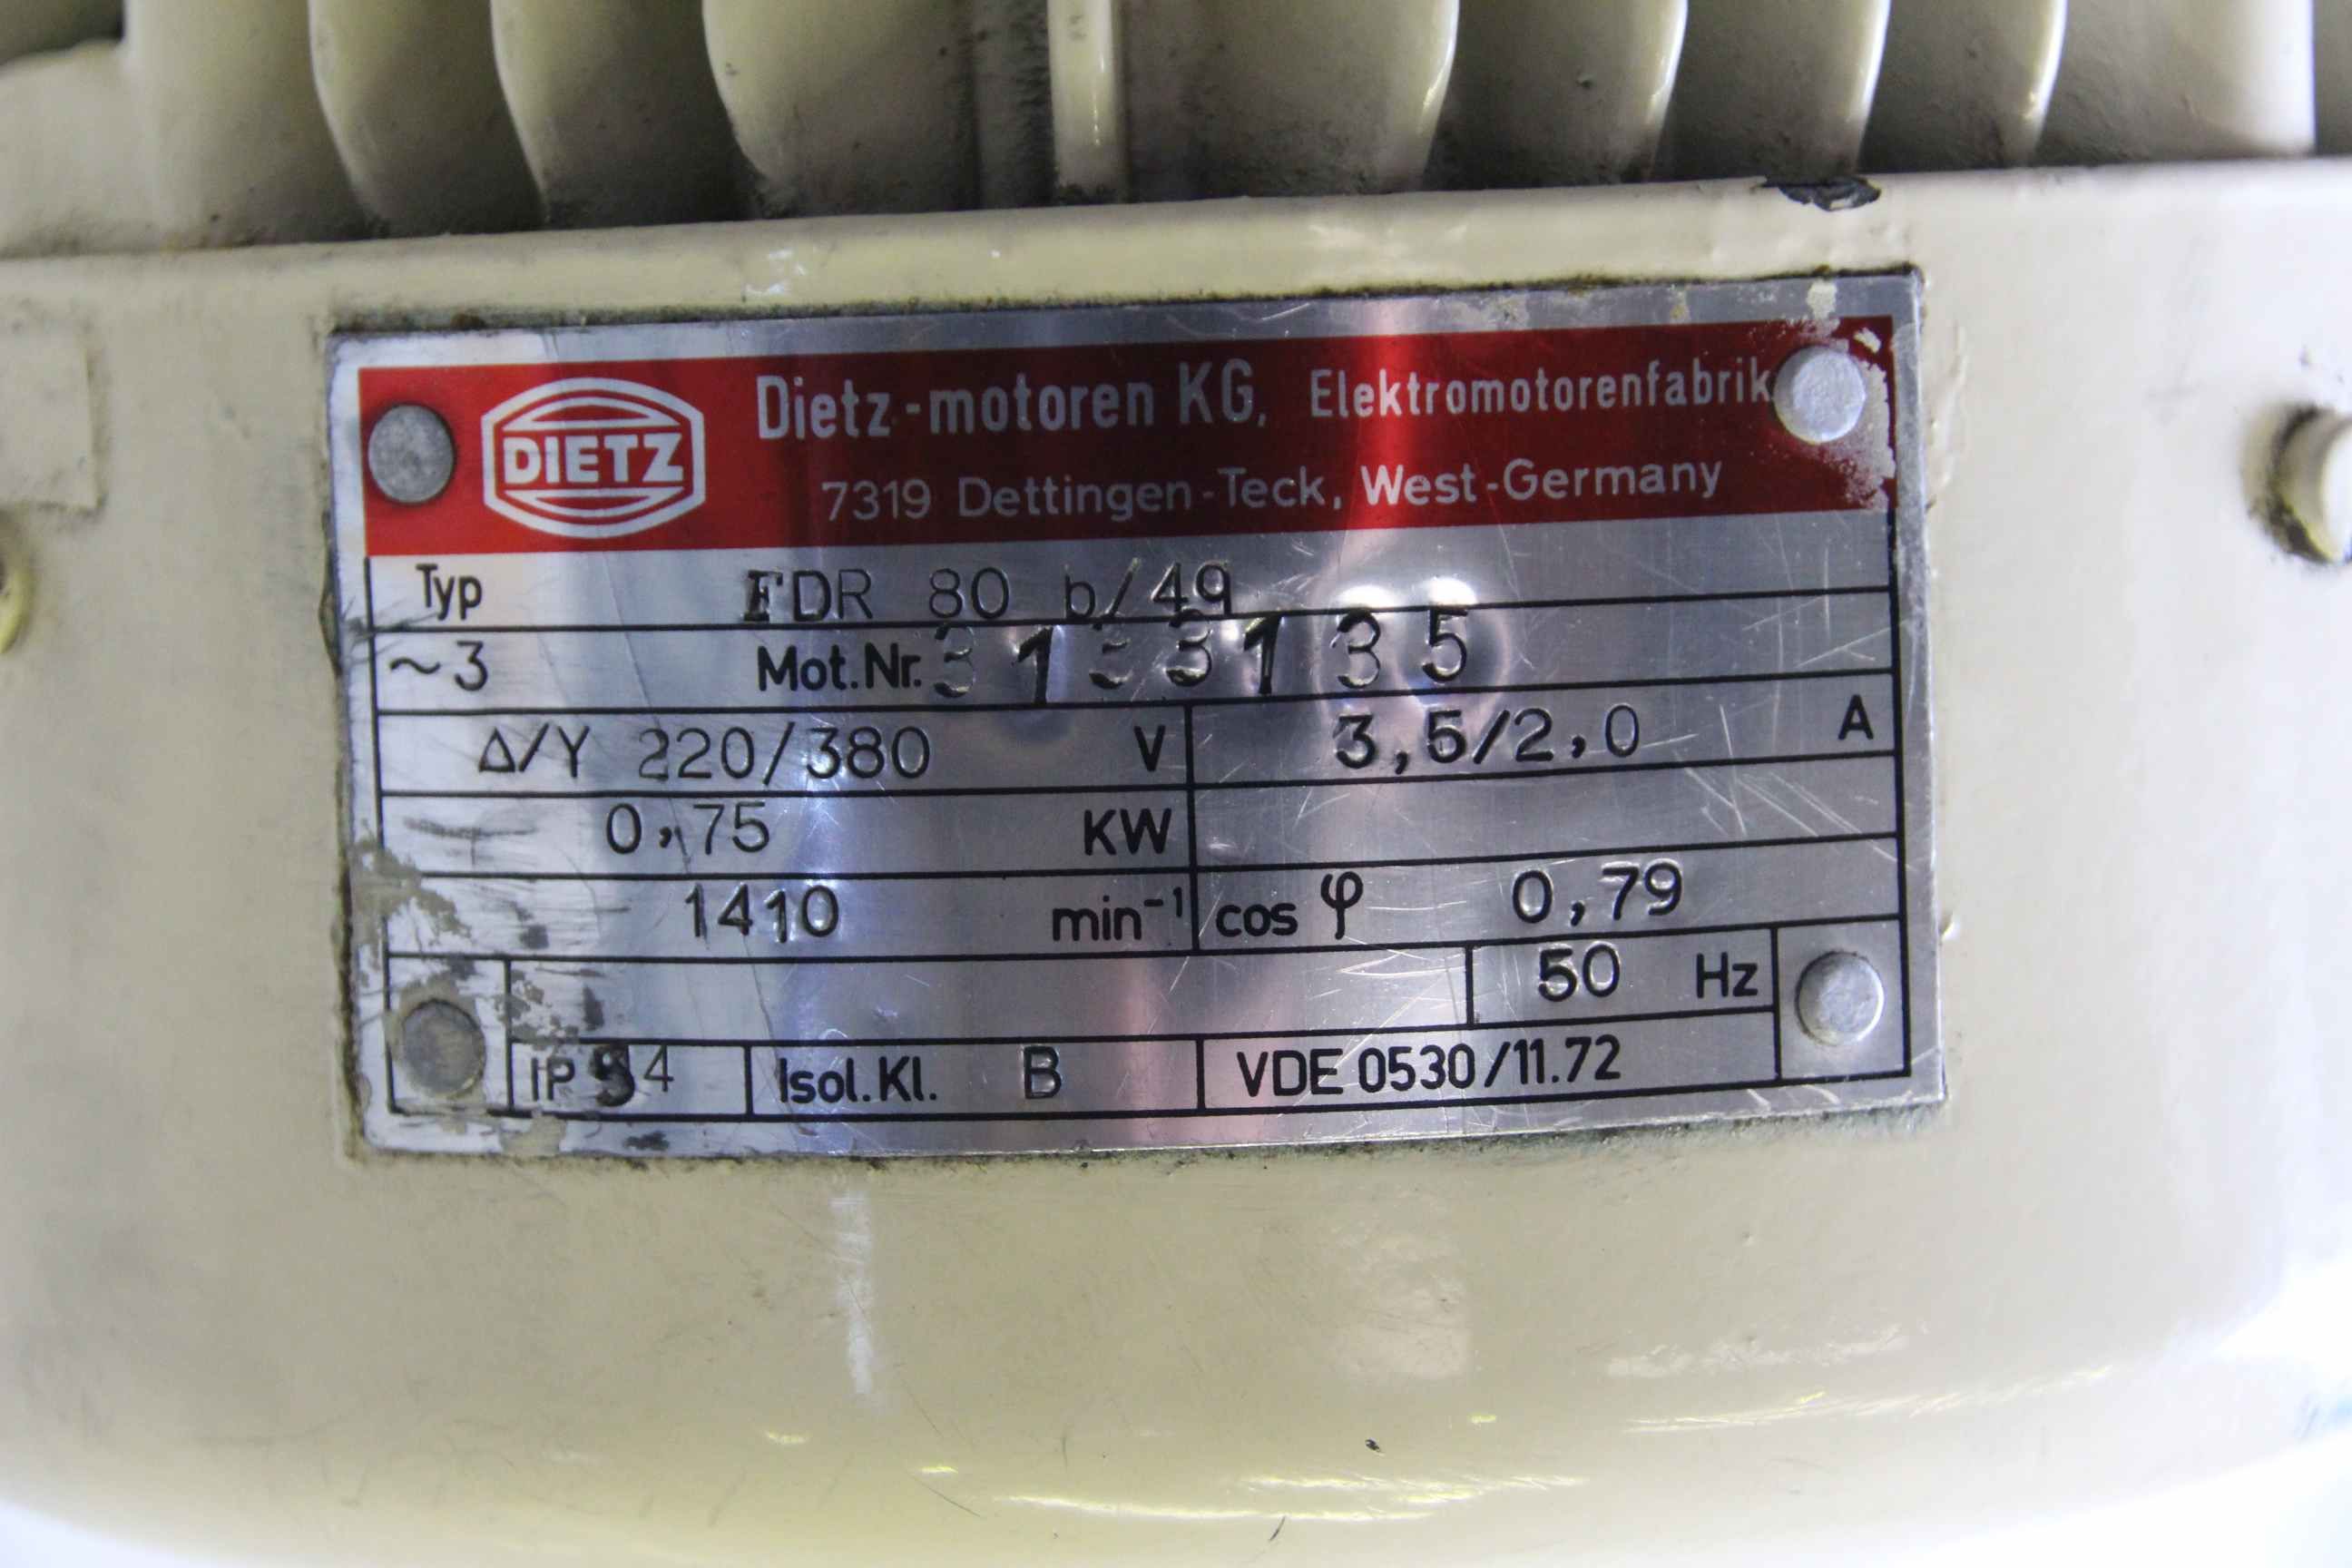 DIETZ
Dietz-motoren KG, Elektromotorenfabrik
7319 Dettingen-Teck, West-Germany
Typ FDR 80 b/49
~3 Mot.Nr.
Δ/Y 220/380 V 3,5/2,0 A
0,75 KW
1410 min⁻¹ cos φ 0,79
50 Hz
IP 54 Isol.Kl. B VDE 0530/11.72